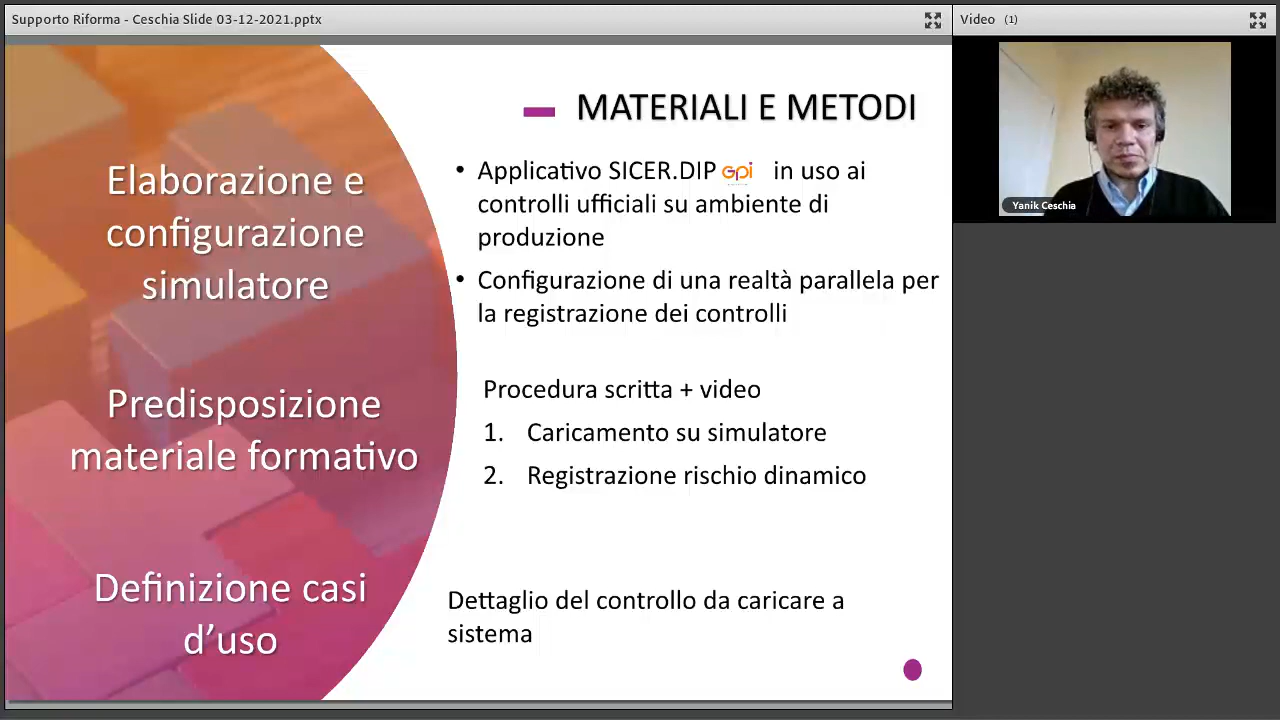 Supporto Riforma - Ceschia Slide 03-12-2021.pptx
Video (1)
Yanik Ceschia
MATERIALI E METODI
Elaborazione e
configurazione
simulatore
• Applicativo SICER.DIP gpi in uso ai
controlli ufficiali su ambiente di
produzione
• Configurazione di una realtà parallela per
la registrazione dei controlli
Predisposizione
materiale formativo
Procedura scritta + video
1. Caricamento su simulatore
2. Registrazione rischio dinamico
Definizione casi
d’uso
Dettaglio del controllo da caricare a
sistema